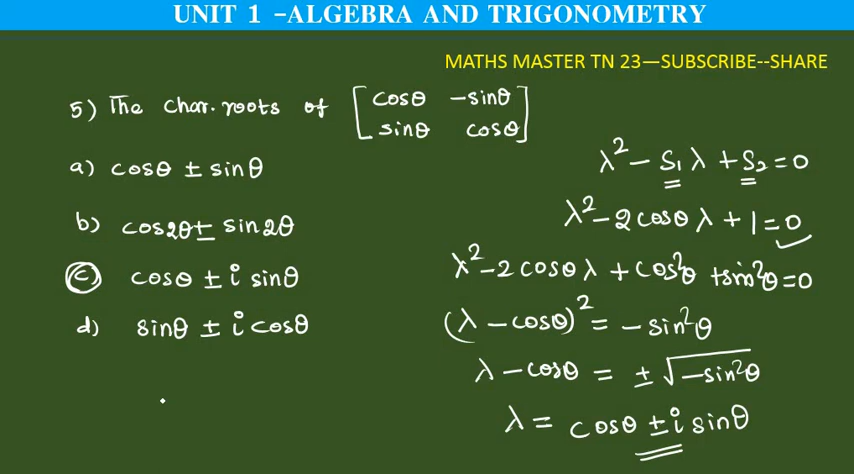 UNIT 1 -ALGEBRA AND TRIGONOMETRY
MATHS MASTER TN 23—SUBSCRIBE--SHARE
5) The char. roots of [cosθ -sinθ
sinθ cosθ]
a) cosθ ± sinθ
b) cos2θ ± sin2θ
(c) cosθ ± i sinθ
d) sinθ ± i cosθ
λ² - S₁ λ + S₂ = 0
λ² - 2cosθ λ + 1 = 0
λ² - 2cosθ λ + cos²θ + sin²θ = 0
(λ - cosθ)² = - sin²θ
λ - cosθ = ± √-sin²θ
λ = cosθ ± i sinθ